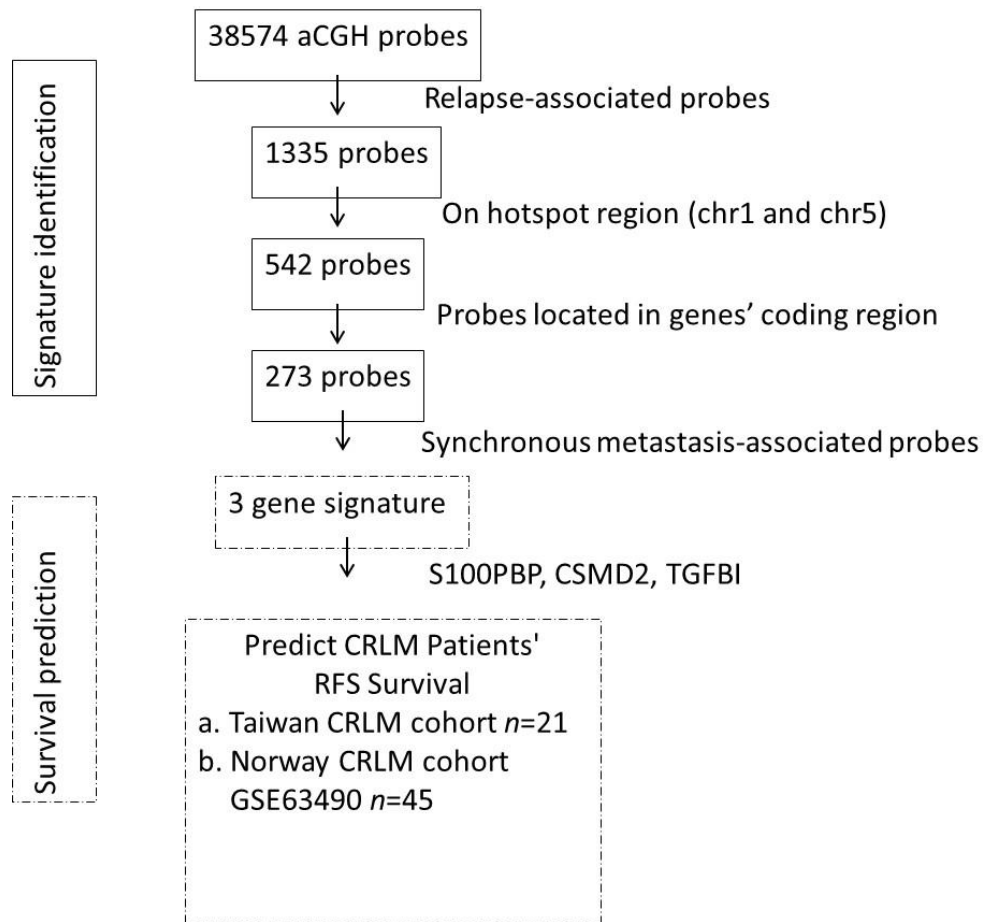 38574 aCGH probes
Relapse-associated probes
1335 probes
On hotspot region (chr1 and chr5)
542 probes
Probes located in genes’ coding region
273 probes
Synchronous metastasis-associated probes
Signature identification
3 gene signature
S100PBP, CSMD2, TGFBI
Predict CRLM Patients'
RFS Survival
a. Taiwan CRLM cohort n=21
b. Norway CRLM cohort
GSE63490 n=45
Survival prediction